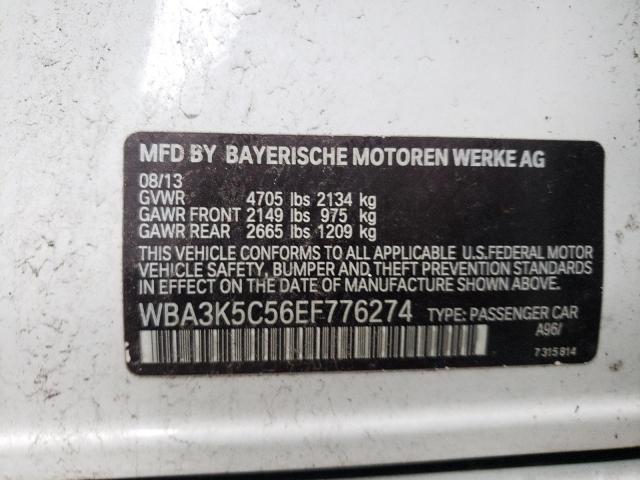 MFD BY BAYERISCHE MOTOREN WERKE AG
08/13
GVWR 4705 lbs 2134 kg
GAWR FRONT 2149 lbs 975 kg
GAWR REAR 2665 lbs 1209 kg
THIS VEHICLE CONFORMS TO ALL APPLICABLE U.S.FEDERAL MOTOR
VEHICLE SAFETY, BUMPER, AND THEFT PREVENTION STANDARDS
IN EFFECT ON THE DATE OF MANUFACTURE SHOWN ABOVE.
WBA3K5C56EF776274 TYPE: PASSENGER CAR
A96/
7315814